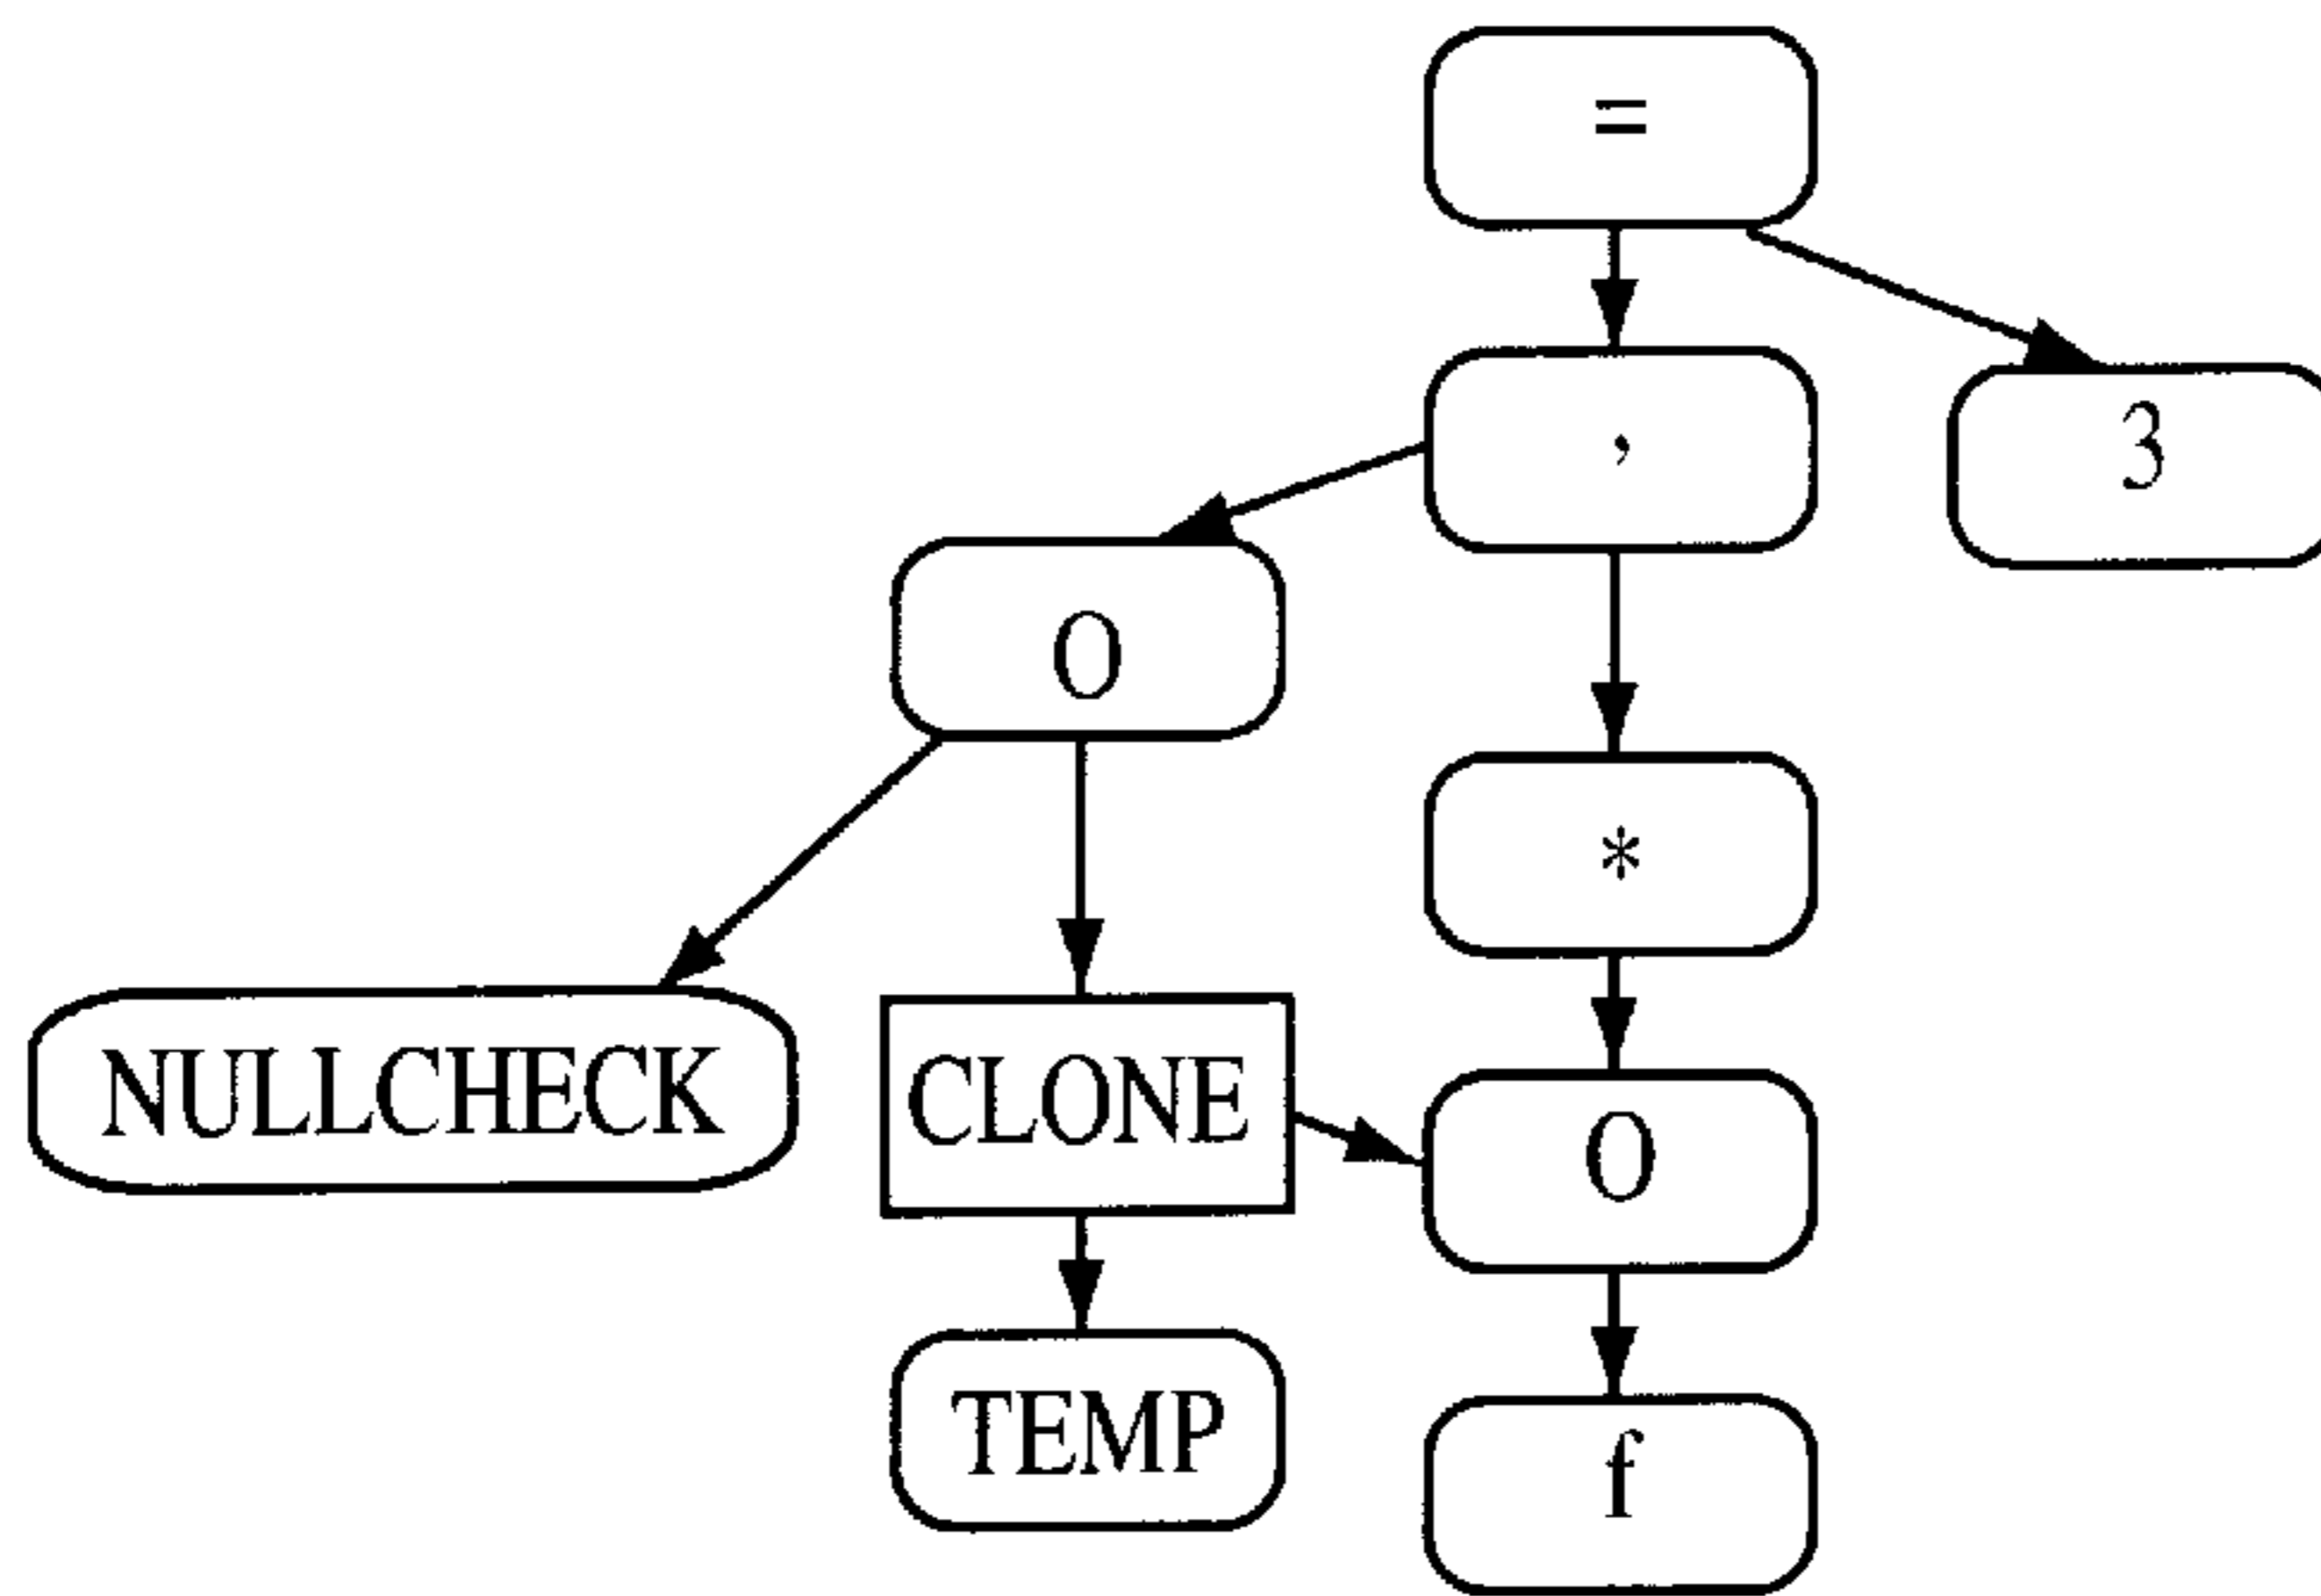 =
,
3
O
*
NULLCHECK
CLONE
O
TEMP
f